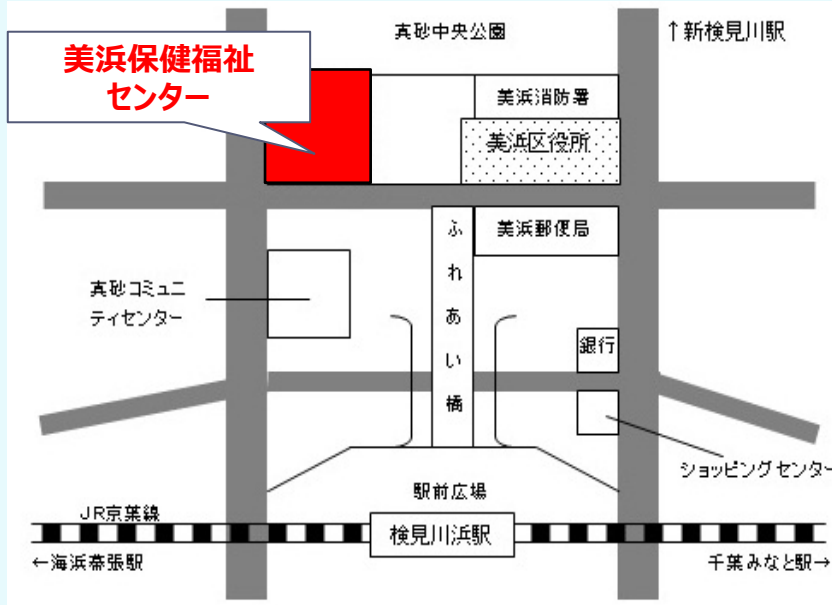 真砂中央公園
↑新検見川駅
美浜保健福祉
センター
美浜消防署
美浜区役所
ふれあい橋
美浜郵便局
真砂コミュニ
ティセンター
銀行
ショッピングセンター
駅前広場
JR京葉線
検見川浜駅
←海浜幕張駅
千葉みなと駅→